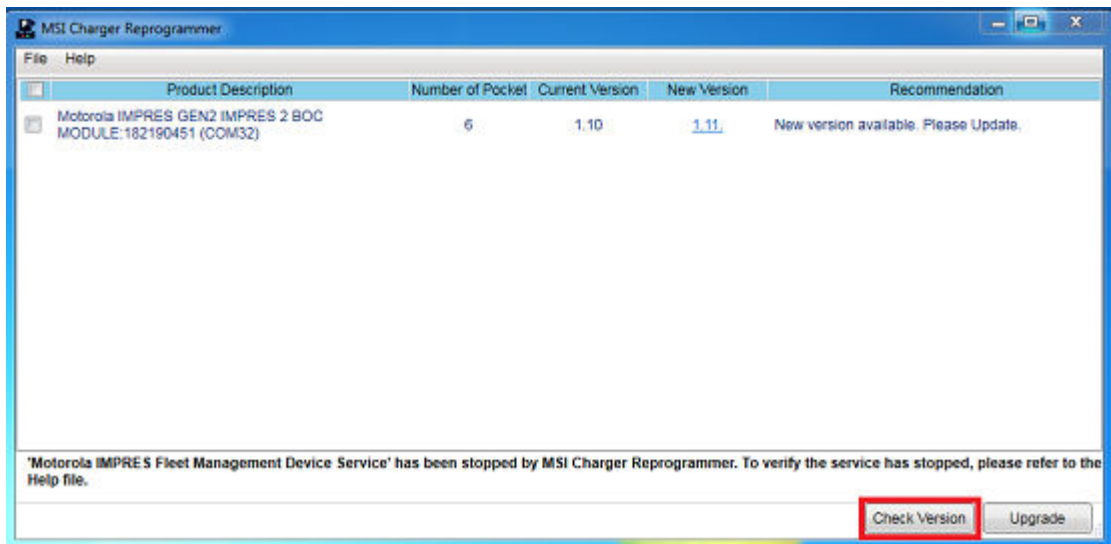 MSI Charger Reprogrammer
File Help
Product Description Number of Pocket Current Version New Version Recommendation
Motorola IMPRES GEN2 IMPRES 2 BOC
MODULE:182190451 (COM32) 6 1.10 1.11. New version available. Please Update.
'Motorola IMPRES Fleet Management Device Service' has been stopped by MSI Charger Reprogrammer. To verify the service has stopped, please refer to the
Help file.
Check Version Upgrade